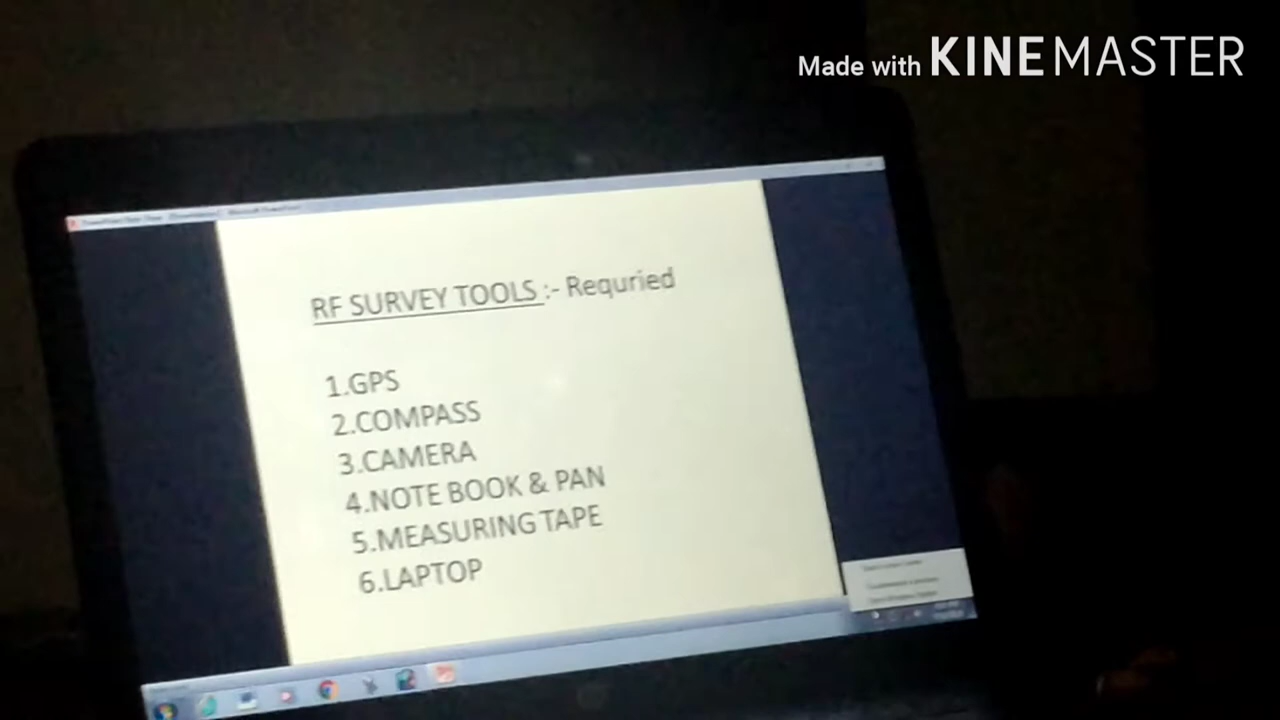 Made with KINEMASTER
RF SURVEY TOOLS :- Requried
1.GPS
2.COMPASS
3.CAMERA
4.NOTE BOOK & PAN
5.MEASURING TAPE
6.LAPTOP